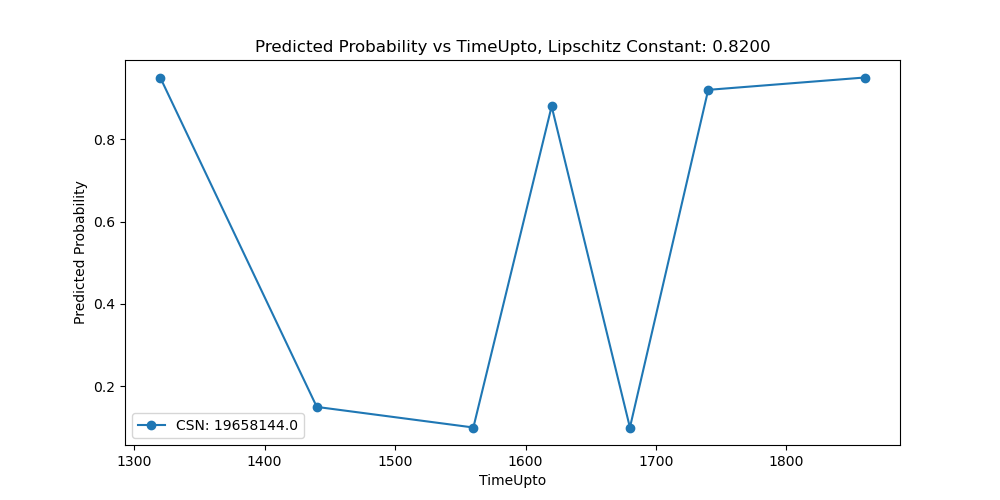 Predicted Probability vs TimeUpto, Lipschitz Constant: 0.8200
Predicted Probability
0.8
0.6
0.4
0.2
CSN: 19658144.0
1300 1400 1500 1600 1700 1800
TimeUpto